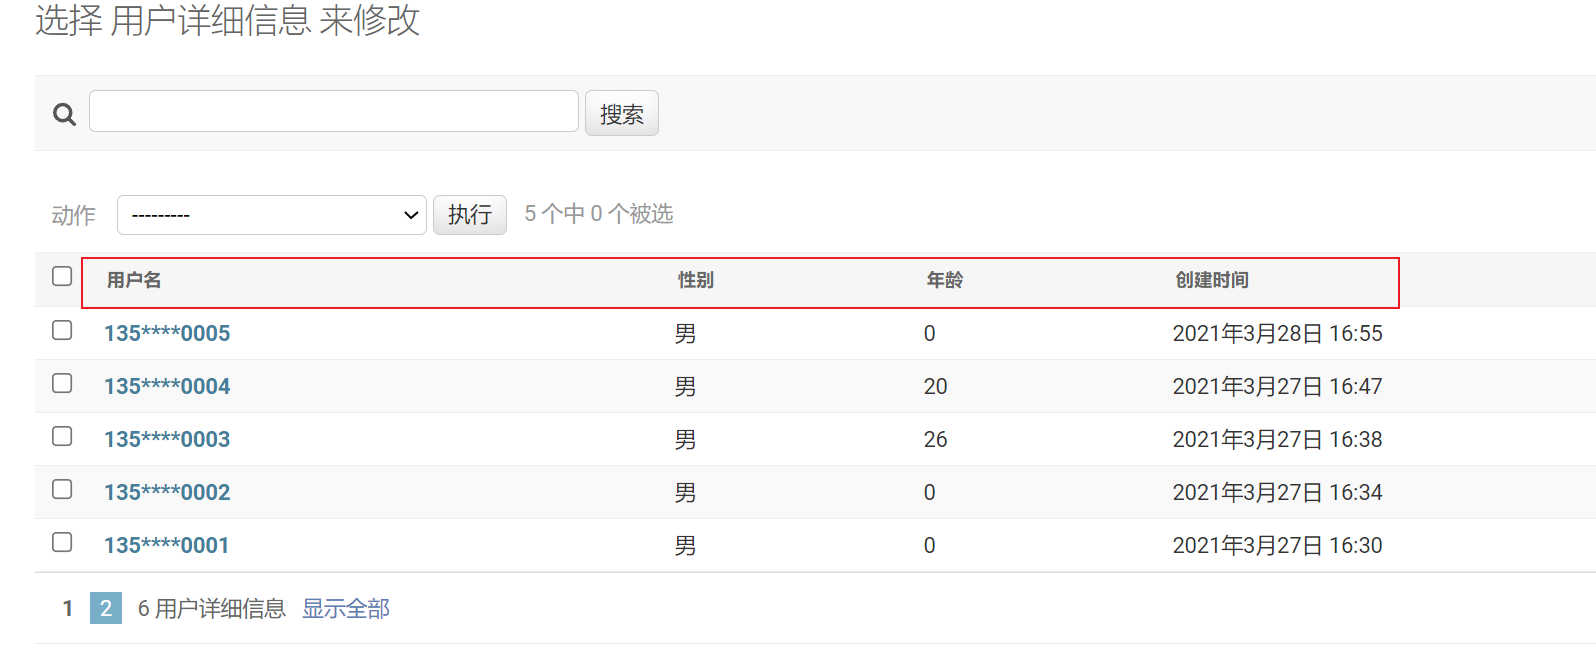 选择 用户详细信息 来修改
搜索
动作 --------- 执行 5 个中 0 个被选
用户名 性别 年龄 创建时间
135****0005 男 0 2021年3月28日 16:55
135****0004 男 20 2021年3月27日 16:47
135****0003 男 26 2021年3月27日 16:38
135****0002 男 0 2021年3月27日 16:34
135****0001 男 0 2021年3月27日 16:30
1 2 6 用户详细信息 显示全部